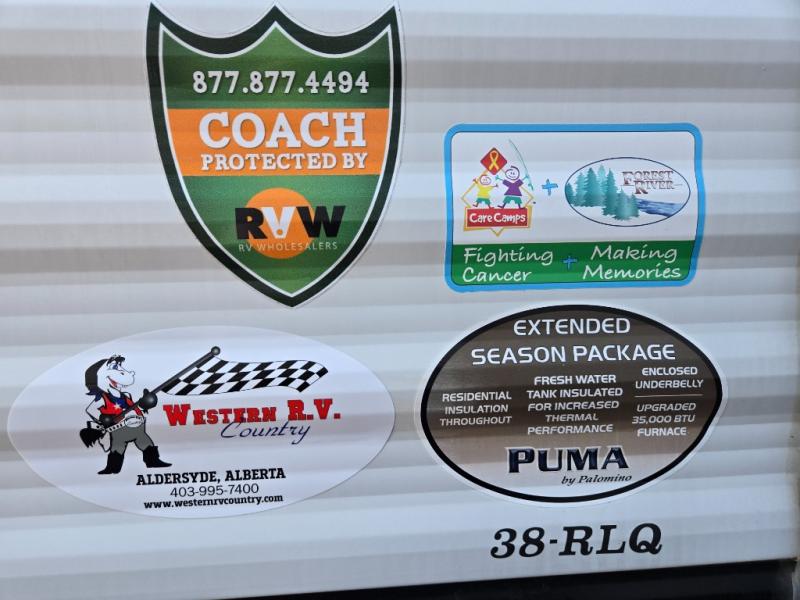 877.877.4494
COACH
PROTECTED BY
RVW
RV WHOLESALERS
Care Camps
+
FOREST
RIVER
Fighting + Making
Cancer Memories
WESTERN R.V.
Country
ALDERSYDE, ALBERTA
403-995-7400
www.westernrvcountry.com
EXTENDED
SEASON PACKAGE
RESIDENTIAL
INSULATION
THROUGHOUT
FRESH WATER
TANK INSULATED
FOR INCREASED
THERMAL
PERFORMANCE
ENCLOSED
UNDERBELLY
UPGRADED
35,000 BTU
FURNACE
PUMA
by Palomino
38-RLQ